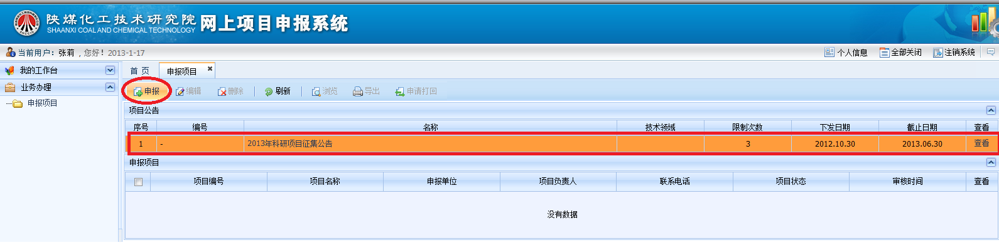 陕煤化工技术研究院 网上项目申报系统
SHAANXI COAL AND CHEMICAL TECHNOLOGY
当前用户：张莉，您好！2013-1-17 个人信息 全部关闭 注销系统
我的工作台 首 页 申报项目
业务办理 申报 编辑 删除 刷新 浏览 导出 申请打回
申报项目
项目公告
序号 编号 名称 技术领域 限制次数 下发日期 截止日期 查看
1 - 2013年科研项目征集公告 3 2012.10.30 2013.06.30 查看
申报项目
项目编号 项目名称 申报单位 项目负责人 联系电话 项目状态 审核时间 查看
没有数据